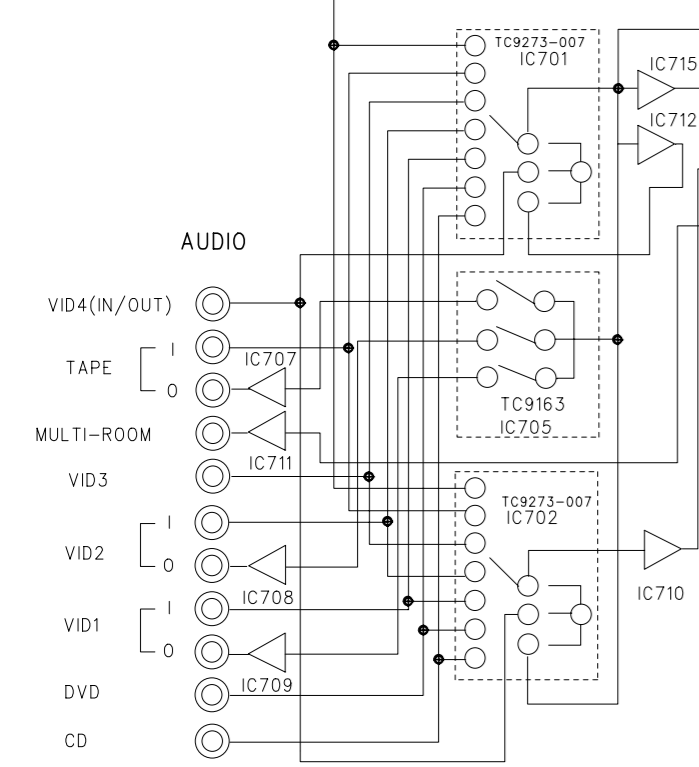 TC9273-007
IC701
IC715
IC712
AUDIO
VID4(IN/OUT)
I
TAPE
IC707
O
TC9163
MULTI-ROOM
IC705
IC711
VID3
TC9273-007
IC702
I
VID2
O
IC708
IC710
I
VID1
O
IC709
DVD
CD